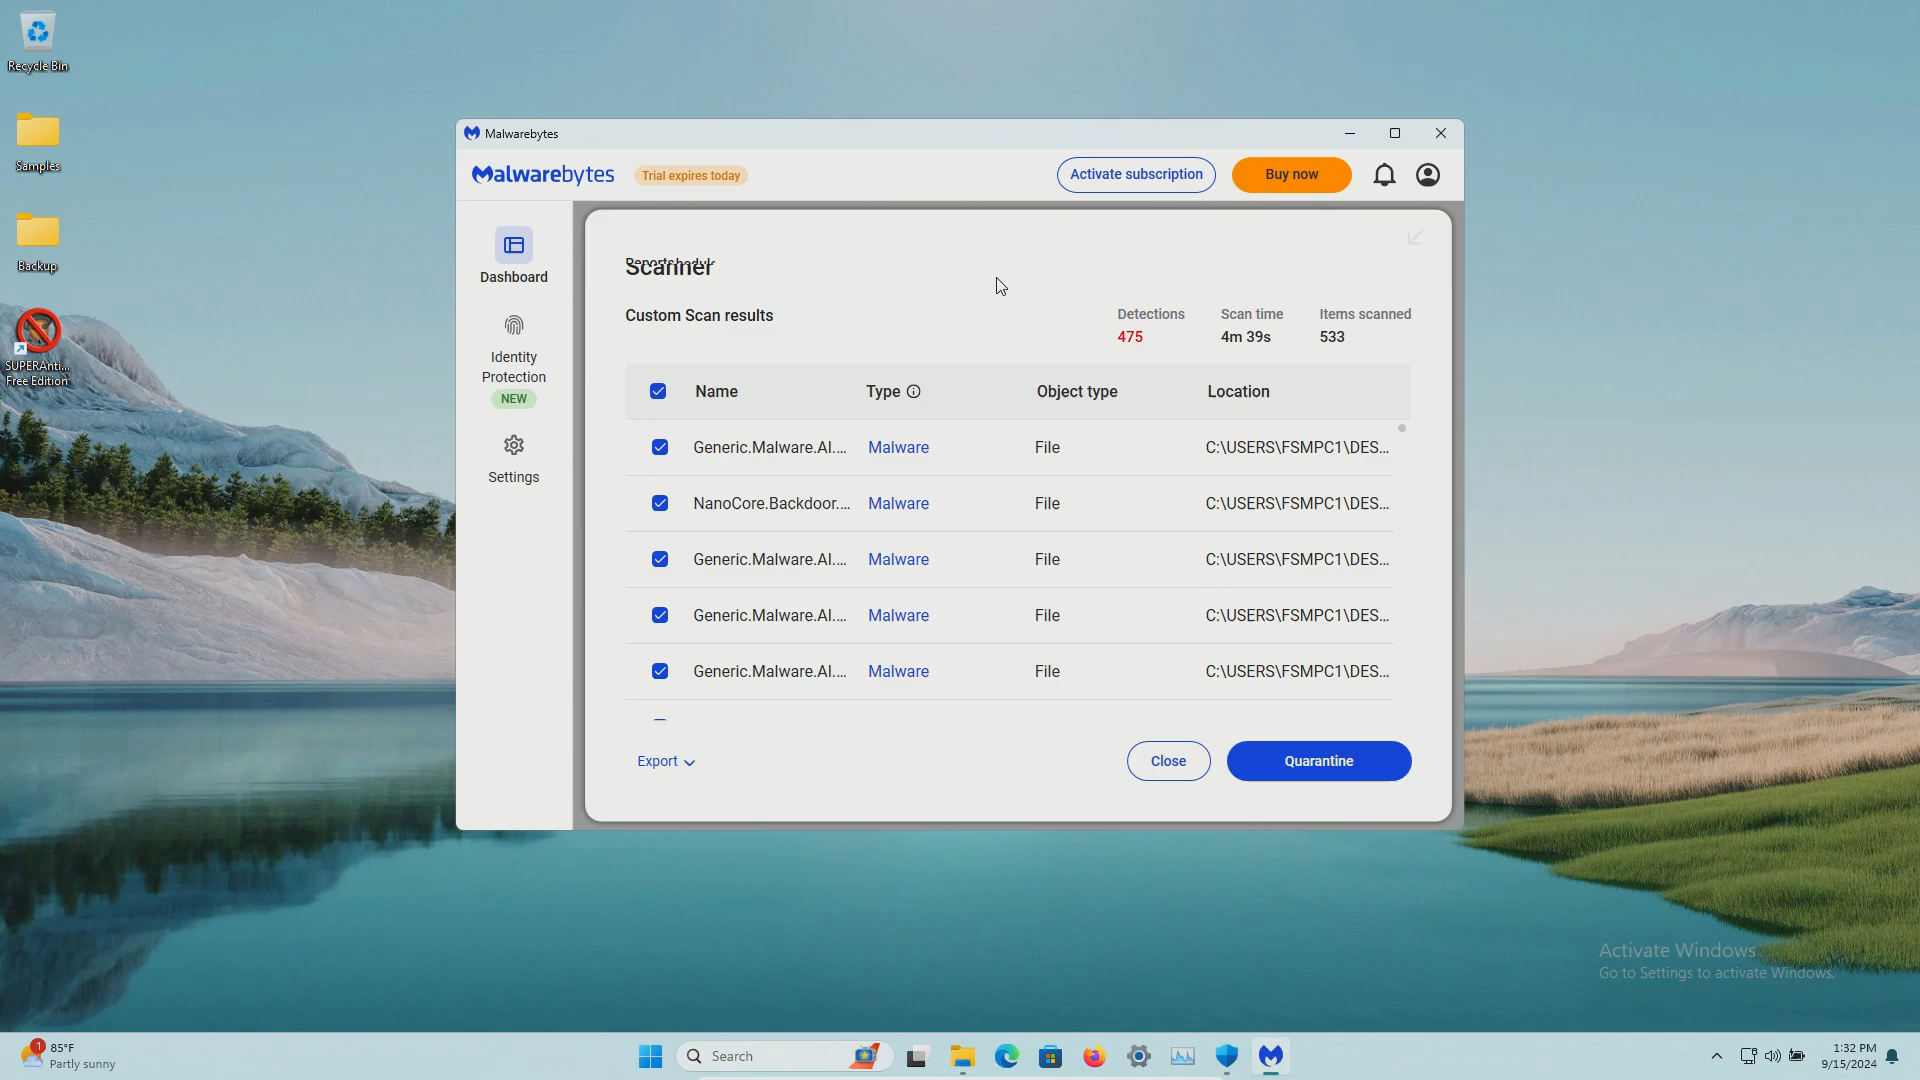 Recycle Bin
Samples
Backup
SUPERAnti...
Free Edition
Malwarebytes
Malwarebytes
Trial expires today
Activate subscription
Buy now
Dashboard
Identity
Protection
NEW
Settings
Scanner
Custom Scan results
Detections
475
Scan time
4m 39s
Items scanned
533
Name Type Object type Location
Generic.Malware.AI.... Malware File C:\USERS\FSMPC1\DES...
NanoCore.Backdoor.... Malware File C:\USERS\FSMPC1\DES...
Generic.Malware.AI.... Malware File C:\USERS\FSMPC1\DES...
Generic.Malware.AI.... Malware File C:\USERS\FSMPC1\DES...
Generic.Malware.AI.... Malware File C:\USERS\FSMPC1\DES...
Export
Close
Quarantine
Activate Windows
Go to Settings to activate Windows.
1
85°F
Partly sunny
Search
1:32 PM
9/15/2024